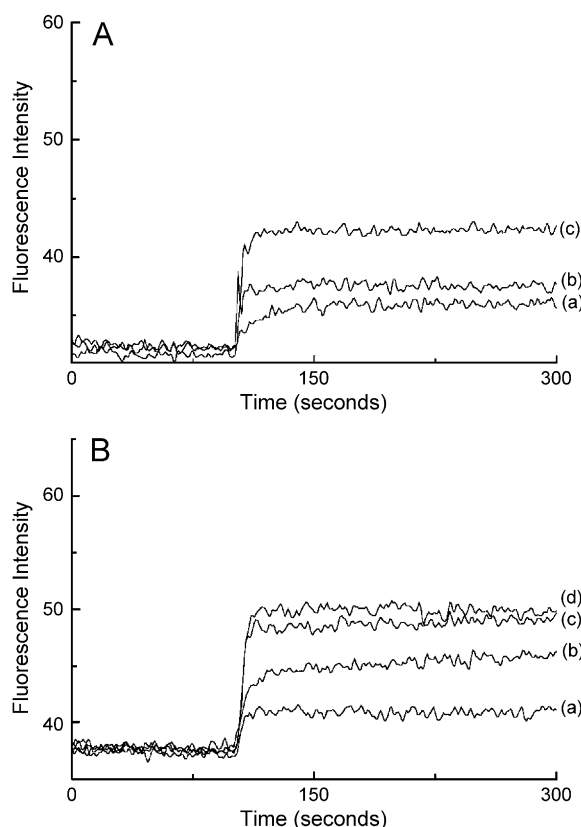 A
Fluorescence Intensity
60
50
40
(c)
(b)
(a)
0
150
300
Time (seconds)
B
Fluorescence Intensity
60
50
40
(d)
(c)
(b)
(a)
0
150
300
Time (seconds)